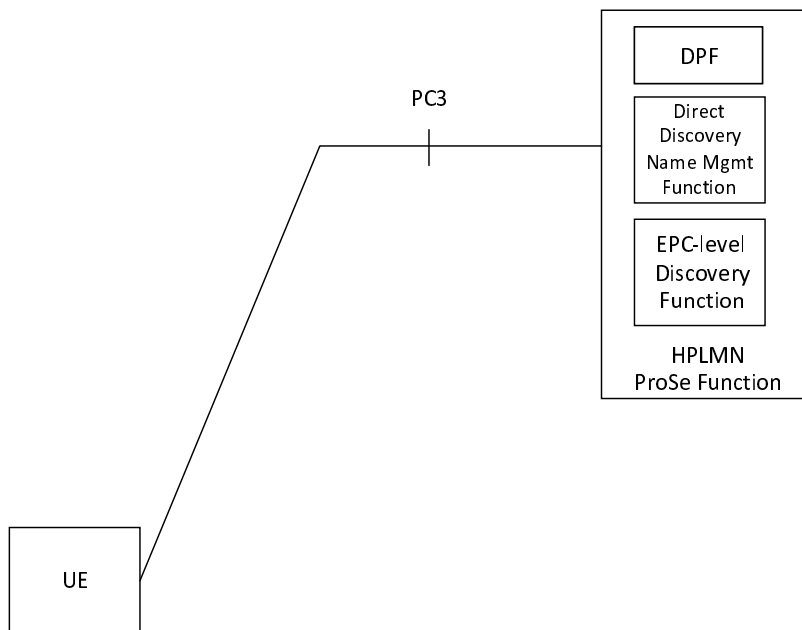 DPF
PC3
Direct
Discovery
Name Mgmt
Function
EPC-level
Discovery
Function
HPLMN
ProSe Function
UE